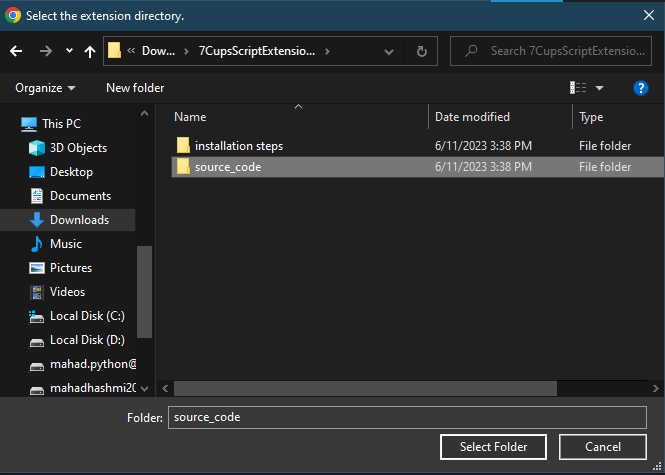 Select the extension directory.
Dow... 7CupsScriptExtensio...
Search 7CupsScriptExtensio...
Organize New folder
Name Date modified Type
This PC
3D Objects
Desktop
Documents
Downloads
Music
Pictures
Videos
Local Disk (C:)
Local Disk (D:)
mahad.python@
mahadhashmi20
installation steps 6/11/2023 3:38 PM File folder
source_code 6/11/2023 3:38 PM File folder
Folder: source_code
Select Folder Cancel